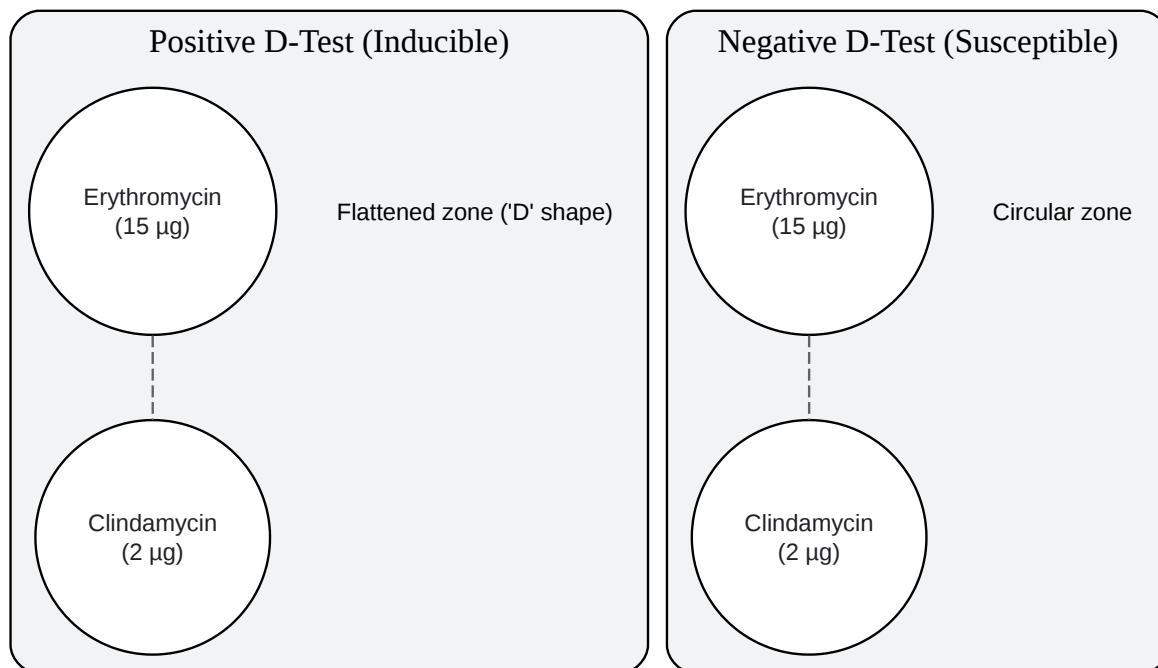 Positive D-Test (Inducible)
Erythromycin
(15 µg)
Flattened zone ('D' shape)
Clindamycin
(2 µg)
Negative D-Test (Susceptible)
Erythromycin
(15 µg)
Circular zone
Clindamycin
(2 µg)